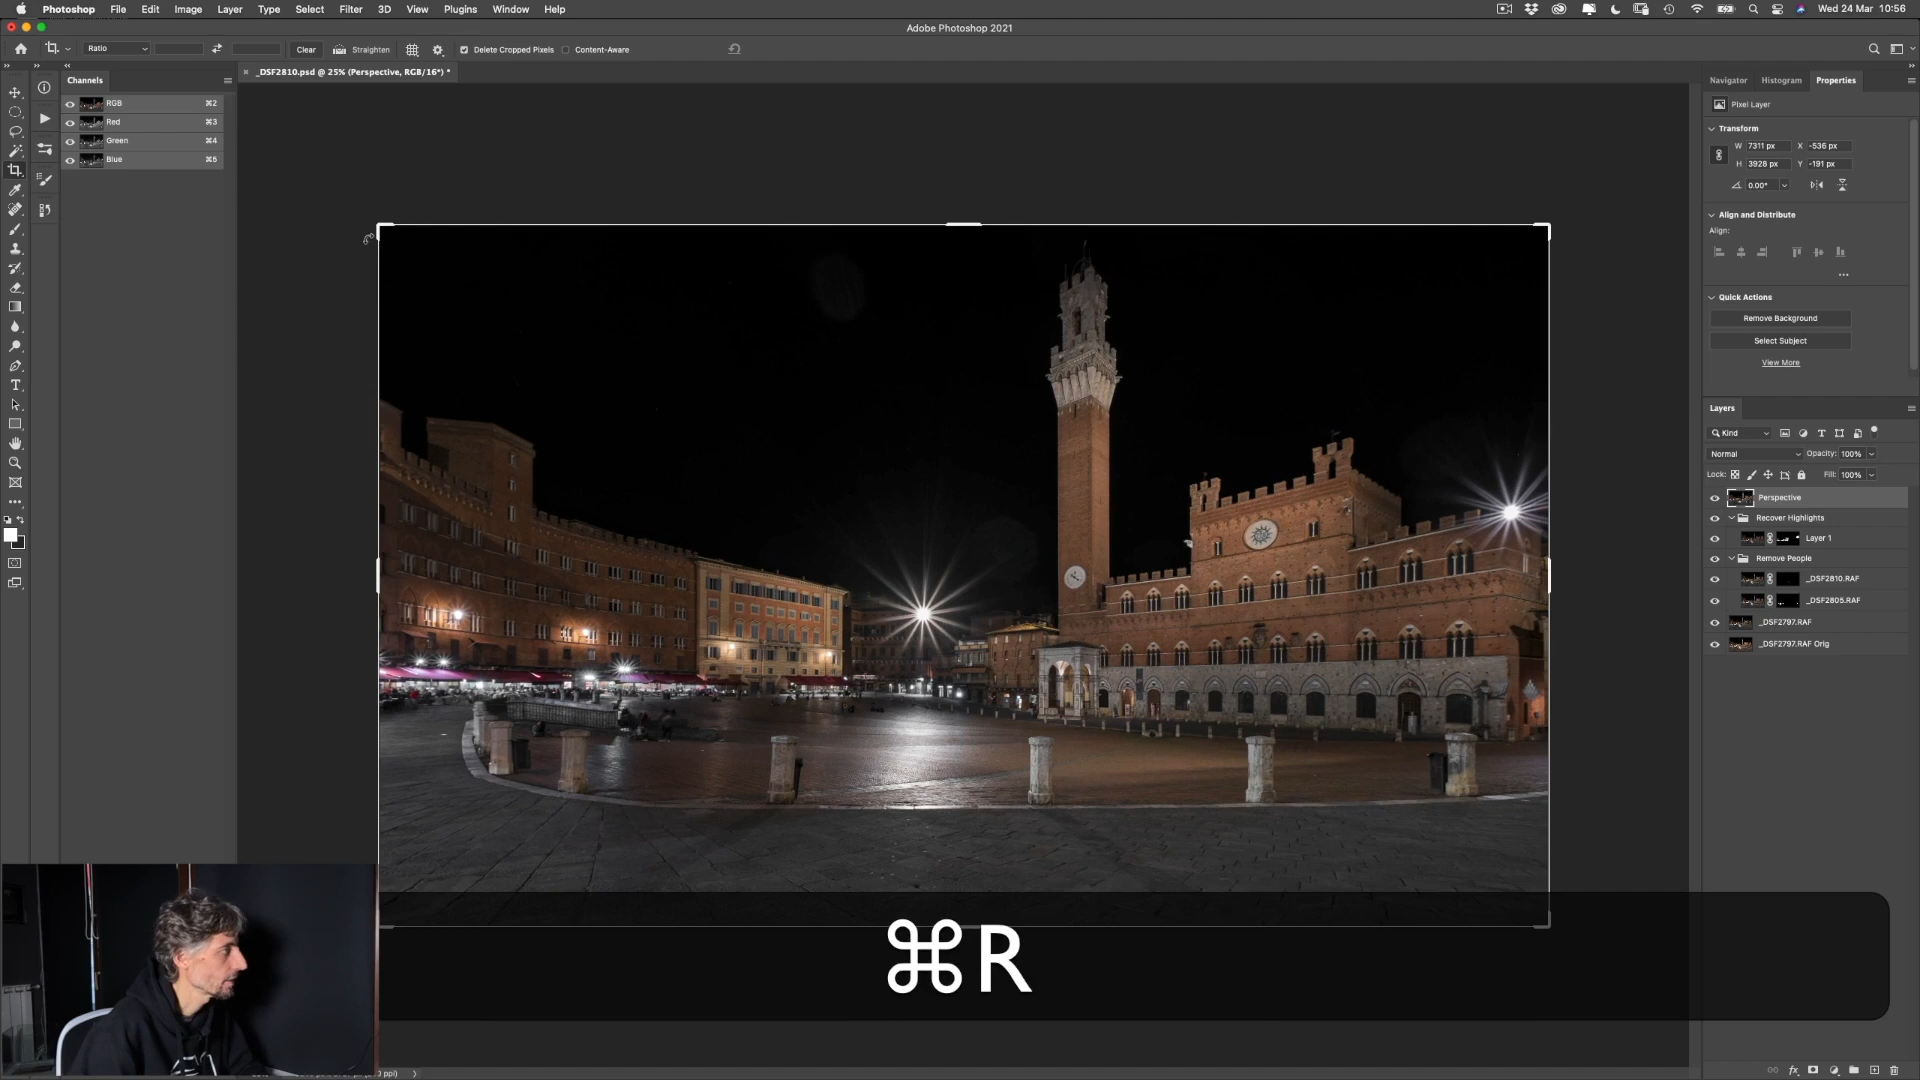 Photoshop File Edit Image Layer Type Select Filter 3D View Plugins Window Help Wed 24 Mar 10:56
Adobe Photoshop 2021
Ratio Clear Straighten Delete Cropped Pixels Content-Aware
_DSF2810.psd @ 25% (Perspective, RGB/16*) *
Channels
RGB ⌘2
Red ⌘3
Green ⌘4
Blue ⌘5
Navigator Histogram Properties
Pixel Layer
Transform
W 7311 px X -536 px
H 3928 px Y -191 px
0.00°
Align and Distribute
Align:
Quick Actions
Remove Background
Select Subject
View More
Layers
Kind
Normal Opacity: 100%
Lock: Fill: 100%
Perspective
Recover Highlights
Layer 1
Remove People
_DSF2810.RAF
_DSF2805.RAF
_DSF2797.RAF
_DSF2797.RAF Orig
⌘R